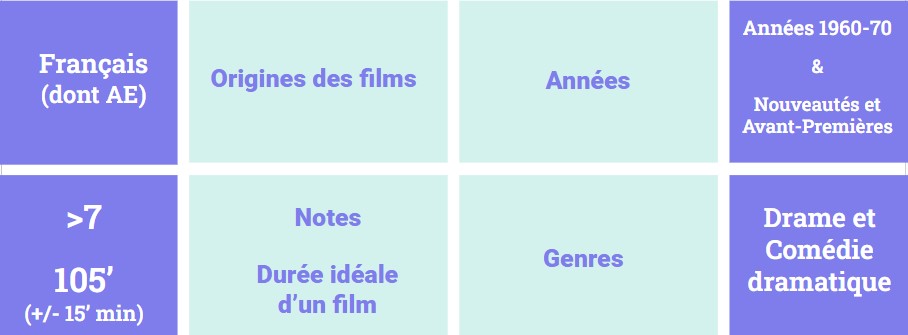 Français
(dont AE)
Origines des films
Années
Années 1960-70
&
Nouveautés et
Avant-Premières
>7
105’
(+/- 15’ min)
Notes
Durée idéale
d’un film
Genres
Drame et
Comédie
dramatique